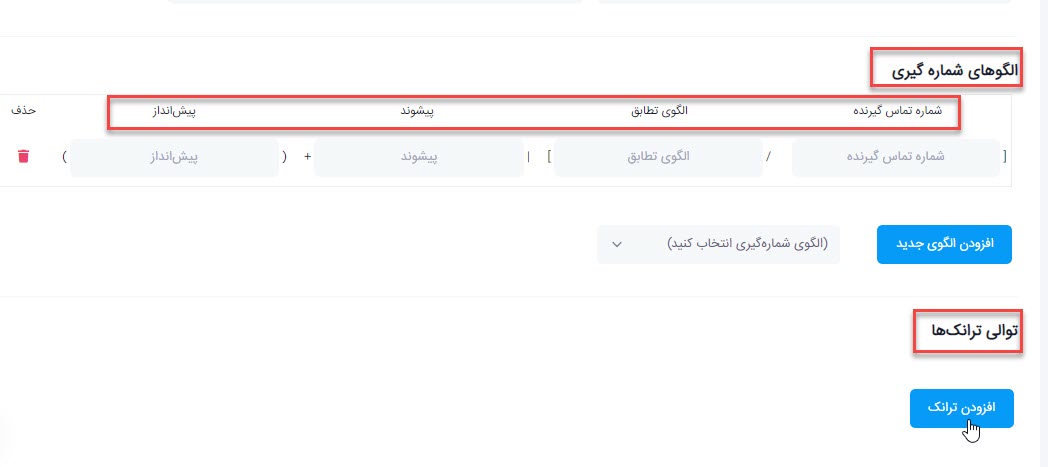 الگوهای شماره گیری
شماره تماس گیرنده الگوی تطابق پیشوند پیش‌انداز حذف
[ شماره تماس گیرنده / الگوی تطابق ] | پیشوند + ( پیش‌انداز )
افزودن الگوی جدید (الگوی شماره‌گیری انتخاب کنید)
توالی ترانک‌ها
افزودن ترانک